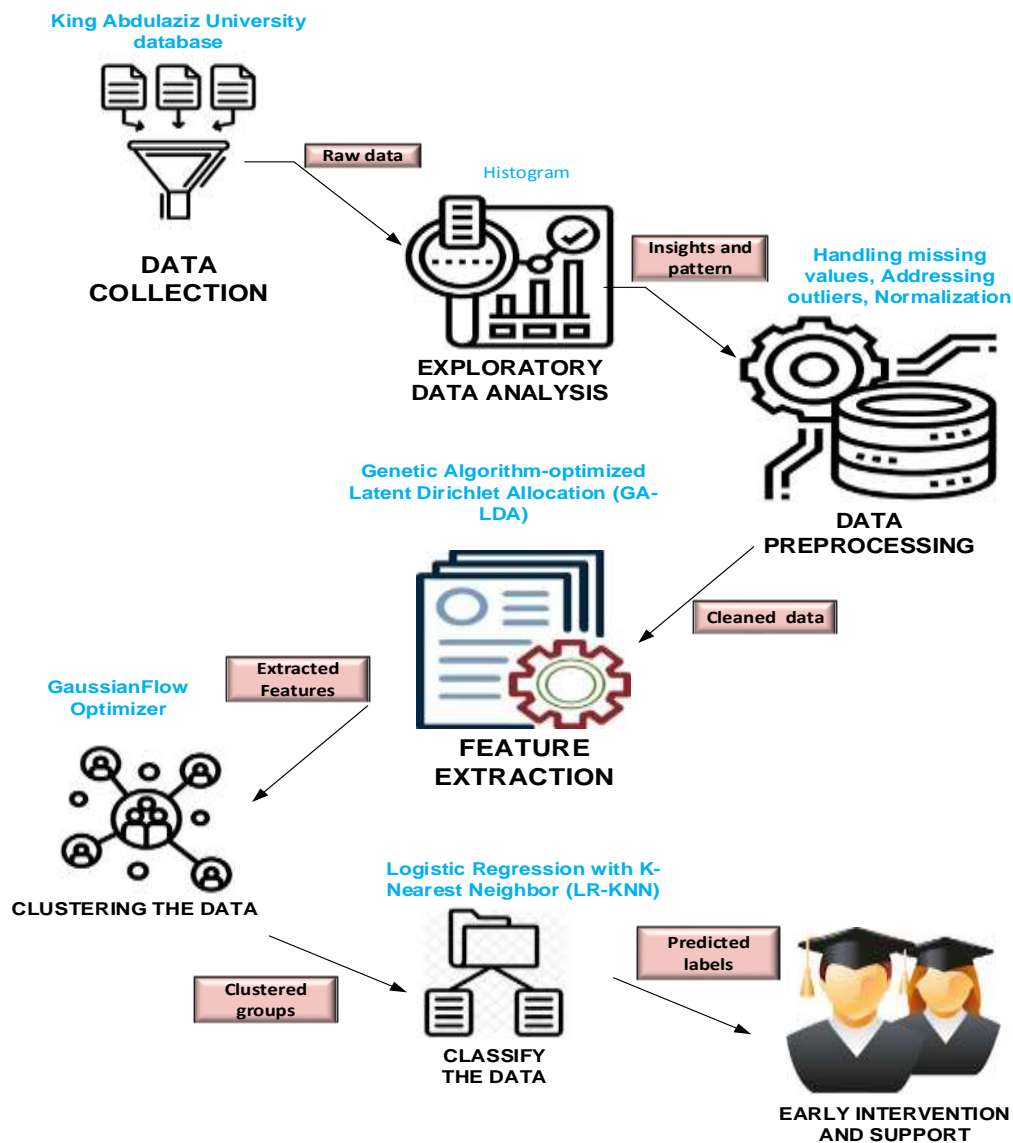 King Abdulaziz University
database
Raw data
DATA
COLLECTION
Histogram
Insights and
pattern
EXPLORATORY
DATA ANALYSIS
Handling missing
values, Addressing
outliers, Normalization
DATA
PREPROCESSING
Cleaned data
Genetic Algorithm-optimized
Latent Dirichlet Allocation (GA-
LDA)
FEATURE
EXTRACTION
Extracted
Features
GaussianFlow
Optimizer
CLUSTERING THE DATA
Clustered
groups
Logistic Regression with K-
Nearest Neighbor (LR-KNN)
CLASSIFY
THE DATA
Predicted
labels
EARLY INTERVENTION
AND SUPPORT